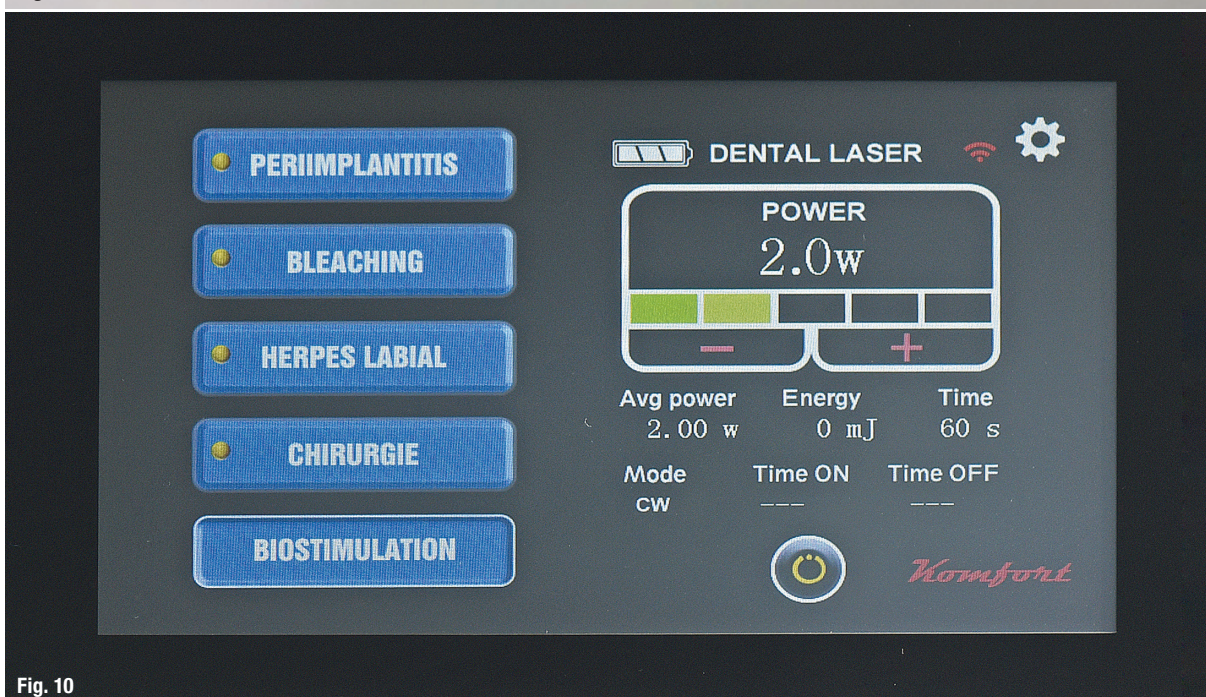 PERIIMPLANTITIS
BLEACHING
HERPES LABIAL
CHIRURGIE
BIOSTIMULATION
DENTAL LASER
POWER
2.0w
− +
Avg power Energy Time
2.00 w 0 mJ 60 s
Mode Time ON Time OFF
CW --- ---
Komfort
Fig. 10